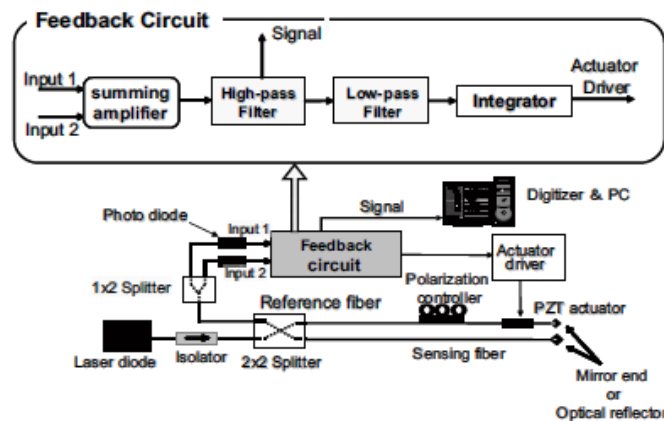 Feedback Circuit
Signal
Input 1
Input 2
summing
amplifier
High-pass
Filter
Low-pass
Filter
Integrator
Actuator
Driver
Photo diode
Input 1
Input 2
Feedback
circuit
Signal
Digitizer & PC
Actuator
driver
1x2 Splitter
Reference fiber
Polarization
controller
PZT actuator
Laser diode
Isolator
2x2 Splitter
Sensing fiber
Mirror end
or
Optical reflector